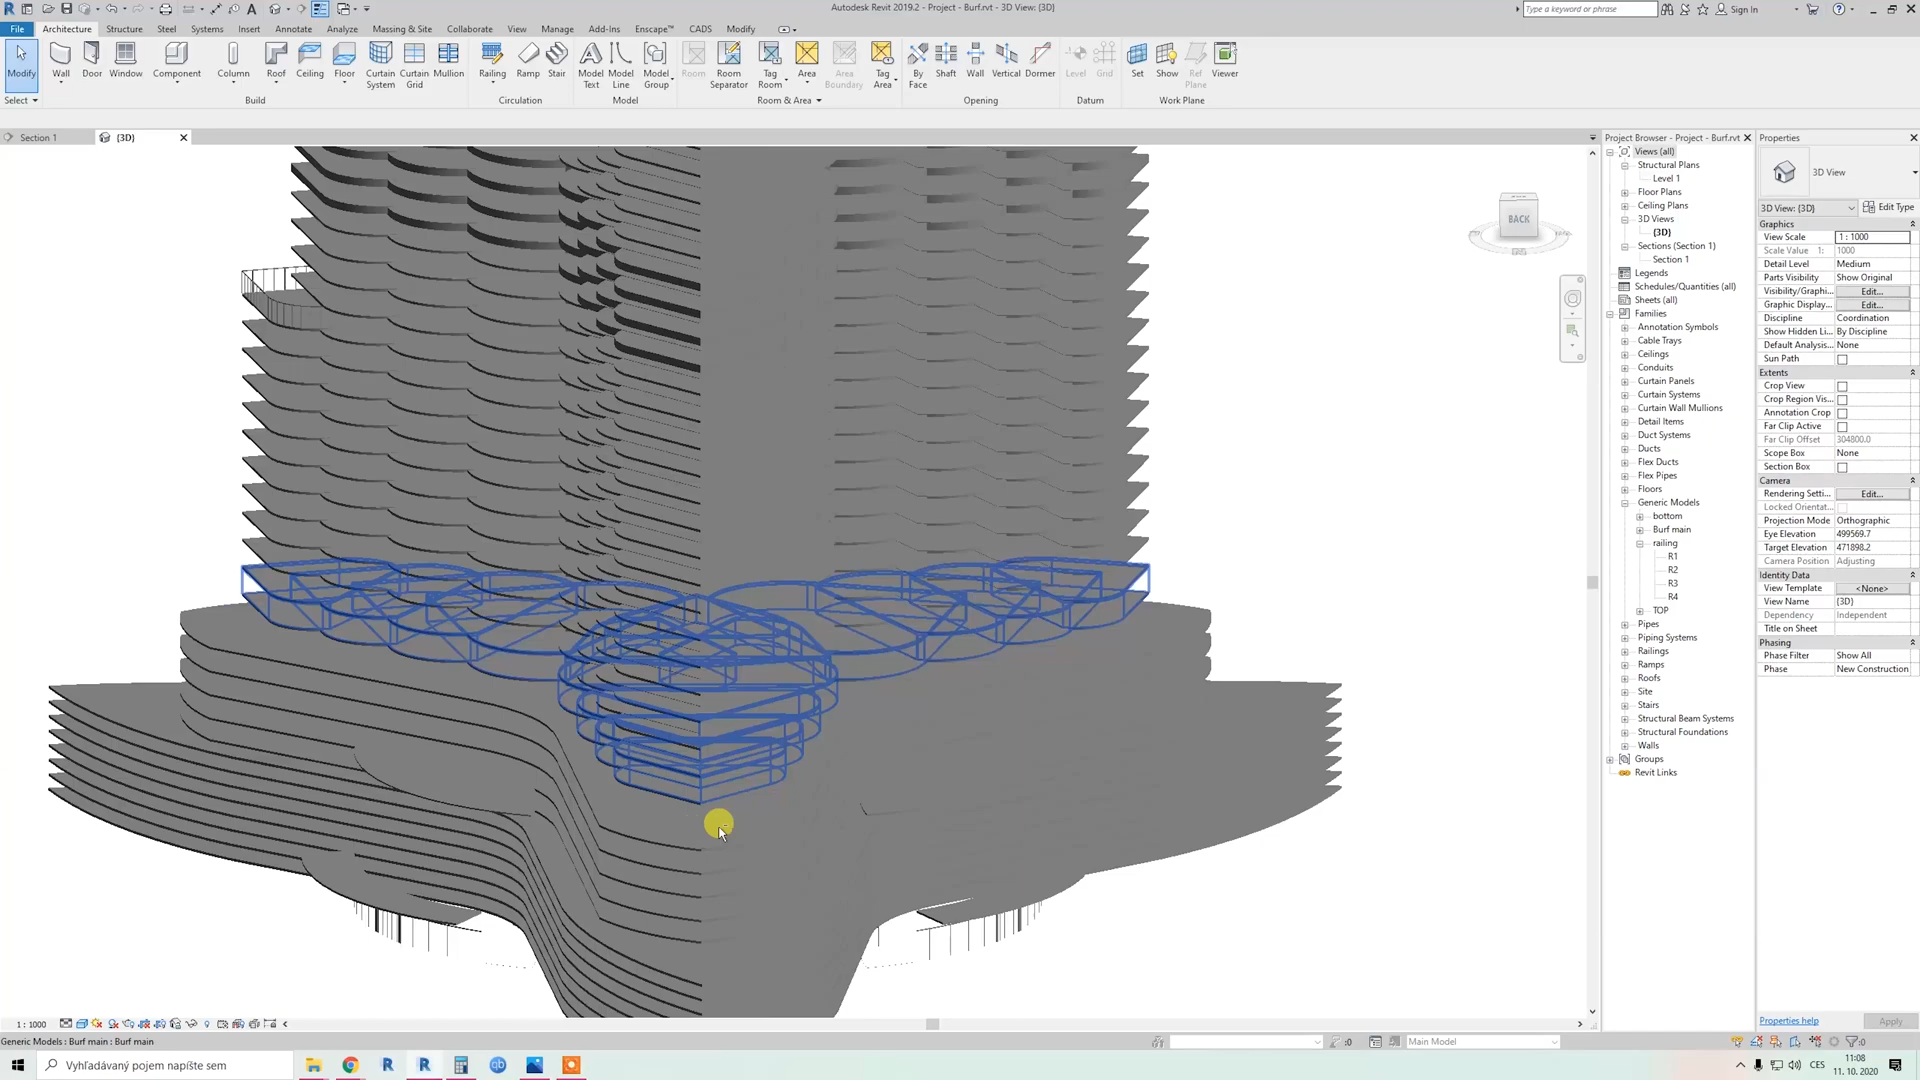 Autodesk Revit 2019.2 - Project - Burf.rvt - 3D View: {3D}
Type a keyword or phrase
Sign In
File Architecture Structure Steel Systems Insert Annotate Analyze Massing & Site Collaborate View Manage Add-Ins Enscape™ CADS Modify
Modify Wall Door Window Component Column Roof Ceiling Floor Curtain System Curtain Grid Mullion Railing Ramp Stair Model Text Model Line Model Group Room Room Separator Tag Room Area Area Boundary Tag Area By Face Shaft Wall Vertical Dormer Level Grid Set Show Ref Plane Viewer
Select Build Circulation Model Room & Area Opening Datum Work Plane
Section 1
{3D}
BACK
Project Browser - Project - Burf.rvt
Views (all)
Structural Plans
Level 1
Floor Plans
Ceiling Plans
3D Views
{3D}
Sections (Section 1)
Section 1
Legends
Schedules/Quantities (all)
Sheets (all)
Families
Annotation Symbols
Cable Trays
Ceilings
Conduits
Curtain Panels
Curtain Systems
Curtain Wall Mullions
Detail Items
Duct Systems
Ducts
Flex Ducts
Flex Pipes
Floors
Generic Models
bottom
Burf main
railing
R1
R2
R3
R4
TOP
Pipes
Piping Systems
Railings
Ramps
Roofs
Site
Stairs
Structural Beam Systems
Structural Foundations
Walls
Groups
Revit Links
Properties
3D View
3D View: {3D} Edit Type
Graphics
View Scale 1 : 1000
Scale Value 1: 1000
Detail Level Medium
Parts Visibility Show Original
Visibility/Graphi... Edit...
Graphic Display... Edit...
Discipline Coordination
Show Hidden Li... By Discipline
Default Analysis... None
Sun Path
Extents
Crop View
Crop Region Vis...
Annotation Crop
Far Clip Active
Far Clip Offset 304800.0
Scope Box None
Section Box
Camera
Rendering Setti... Edit...
Locked Orientat...
Projection Mode Orthographic
Eye Elevation 499569.7
Target Elevation 471898.2
Camera Position Adjusting
Identity Data
View Template <None>
View Name {3D}
Dependency Independent
Title on Sheet
Phasing
Phase Filter Show All
Phase New Construction
Properties help Apply
1 : 1000
Generic Models : Burf main : Burf main
:0
Main Model
:0
Vyhľadávaný pojem napíšte sem
CES
11:08
11. 10. 2020